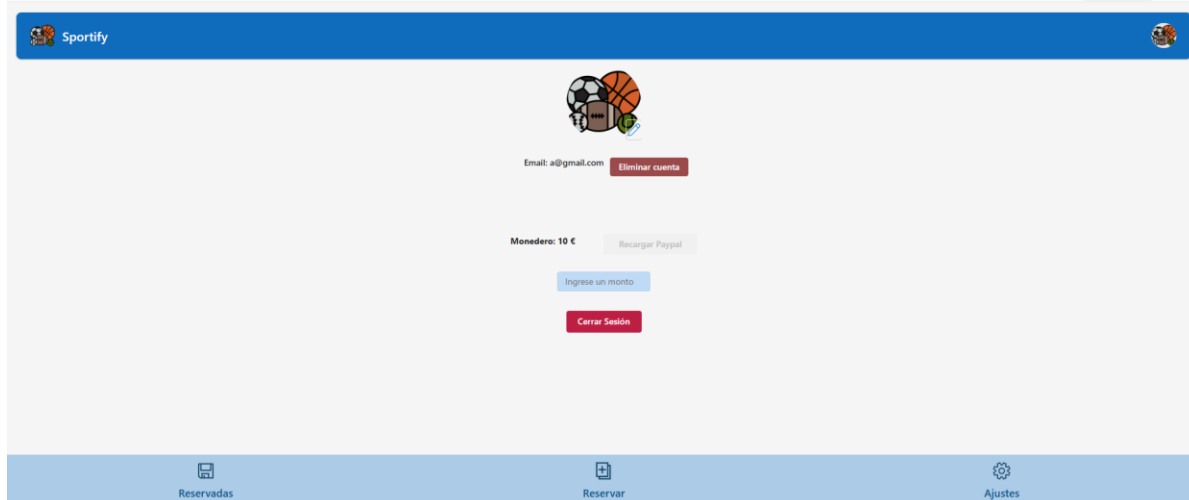 Sportify
Email: a@gmail.com Eliminar cuenta
Monedero: 10 € Recargar Paypal
Ingrese un monto
Cerrar Sesión
Reservadas Reservar Ajustes